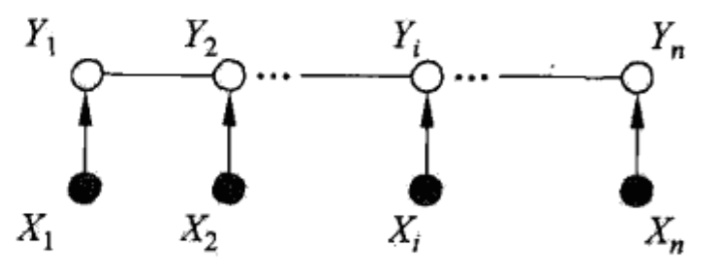 Y₁ Y₂ ... Yᵢ ... Yₙ
X₁ X₂ Xᵢ Xₙ